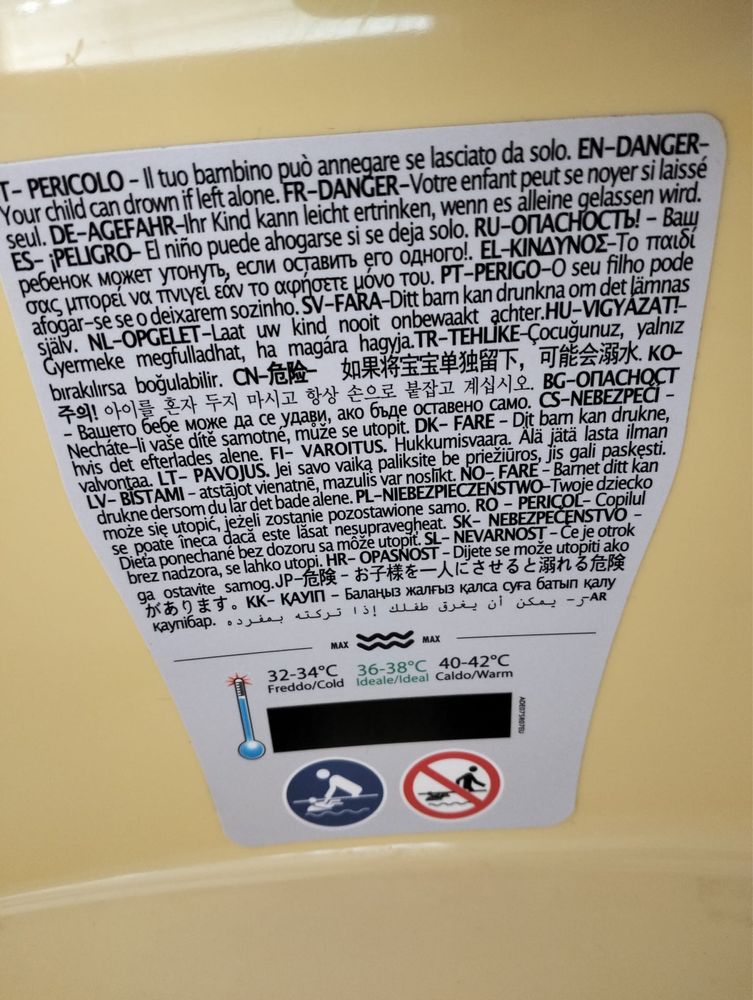 T- PERICOLO - Il tuo bambino può annegare se lasciato da solo. EN-DANGER-
Your child can drown if left alone. FR-DANGER-Votre enfant peut se noyer si laissé
seul. DE-AGEFAHR-Ihr Kind kann leicht ertrinken, wenn es alleine gelassen wird.
ES- ¡PELIGRO- El niño puede ahogarse si se deja solo. RU-ОПАСНОСТЬ! - Ваш
ребенок может утонуть, если оставить его одного!. EL-ΚΙΝΔΥΝΟΣ-Το παιδί
σας μπορεί να πνιγεί εάν το αφήσετε μόνο του. PT-PERIGO-O seu filho pode
afogar-se se o deixarem sozinho. SV-FARA-Ditt barn kan drunkna om det lämnas
själv. NL-OPGELET-Laat uw kind nooit onbewaakt achter.HU-VIGYÁZAT!-
Gyermeke megfulladhat, ha magára hagyja.TR-TEHLİKE-Çocuğunuz, yalnız
bırakılırsa boğulabilir. CN-危险- 如果将宝宝单独留下，可能会溺水. KO-
주의! 아이를 혼자 두지 마시고 항상 손으로 붙잡고 계십시오. BG-ОПАСНОСТ
- Вашето бебе може да се удави, ако бъде оставено само. CS-NEBEZPEČÍ -
Necháte-li vaše dítě samotné, může se utopit. DK- FARE - Dit barn kan drukne,
hvis det efterlades alene. FI- VAROITUS. Hukkumisvaara. Älä jätä lasta ilman
valvontaa. LT- PAVOJUS. Jei savo vaiką paliksite be priežiūros, jis gali paskęsti.
LV- BĪSTAMI - atstājot vienatnē, mazulis var noslīkt. NO- FARE - Barnet ditt kan
drukne dersom du lar det bade alene. PL-NIEBEZPIECZEŃSTWO-Twoje dziecko
może się utopić, jeżeli zostanie pozostawione samo. RO - PERICOL- Copilul
se poate îneca dacă este lăsat nesupravegheat. SK- NEBEZPEČENSTVO -
Dieťa ponechané bez dozoru sa môže utopiť. SL - NEVARNOST - Če je otrok
brez nadzora, se lahko utopi. HR- OPASNOST - Dijete se može utopiti ako
ga ostavite samog.JP-危険 - お子様を一人にさせると溺れる危険
があります。KK- ҚАУІП - Балаңыз жалғыз қалса суға батып қалу
қаупібар. AR-خطر- يمكن أن يغرق طفلك إذا تركته بمفرده.
MAX MAX
32-34°C 36-38°C 40-42°C
Freddo/Cold Ideale/Ideal Caldo/Warm